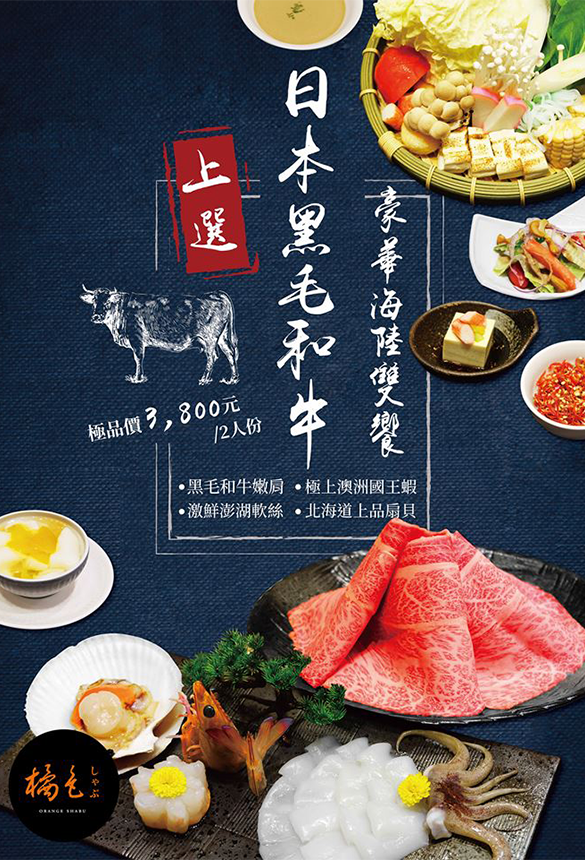 上選
日本黑毛和牛
豪華海陸雙饗
極品價3,800元
/2人份
•黑毛和牛嫩肩 •極上澳洲國王蝦
•激鮮澎湖軟絲 •北海道上品扇貝
橘毛
しゃぶ
ORANGE SHABU